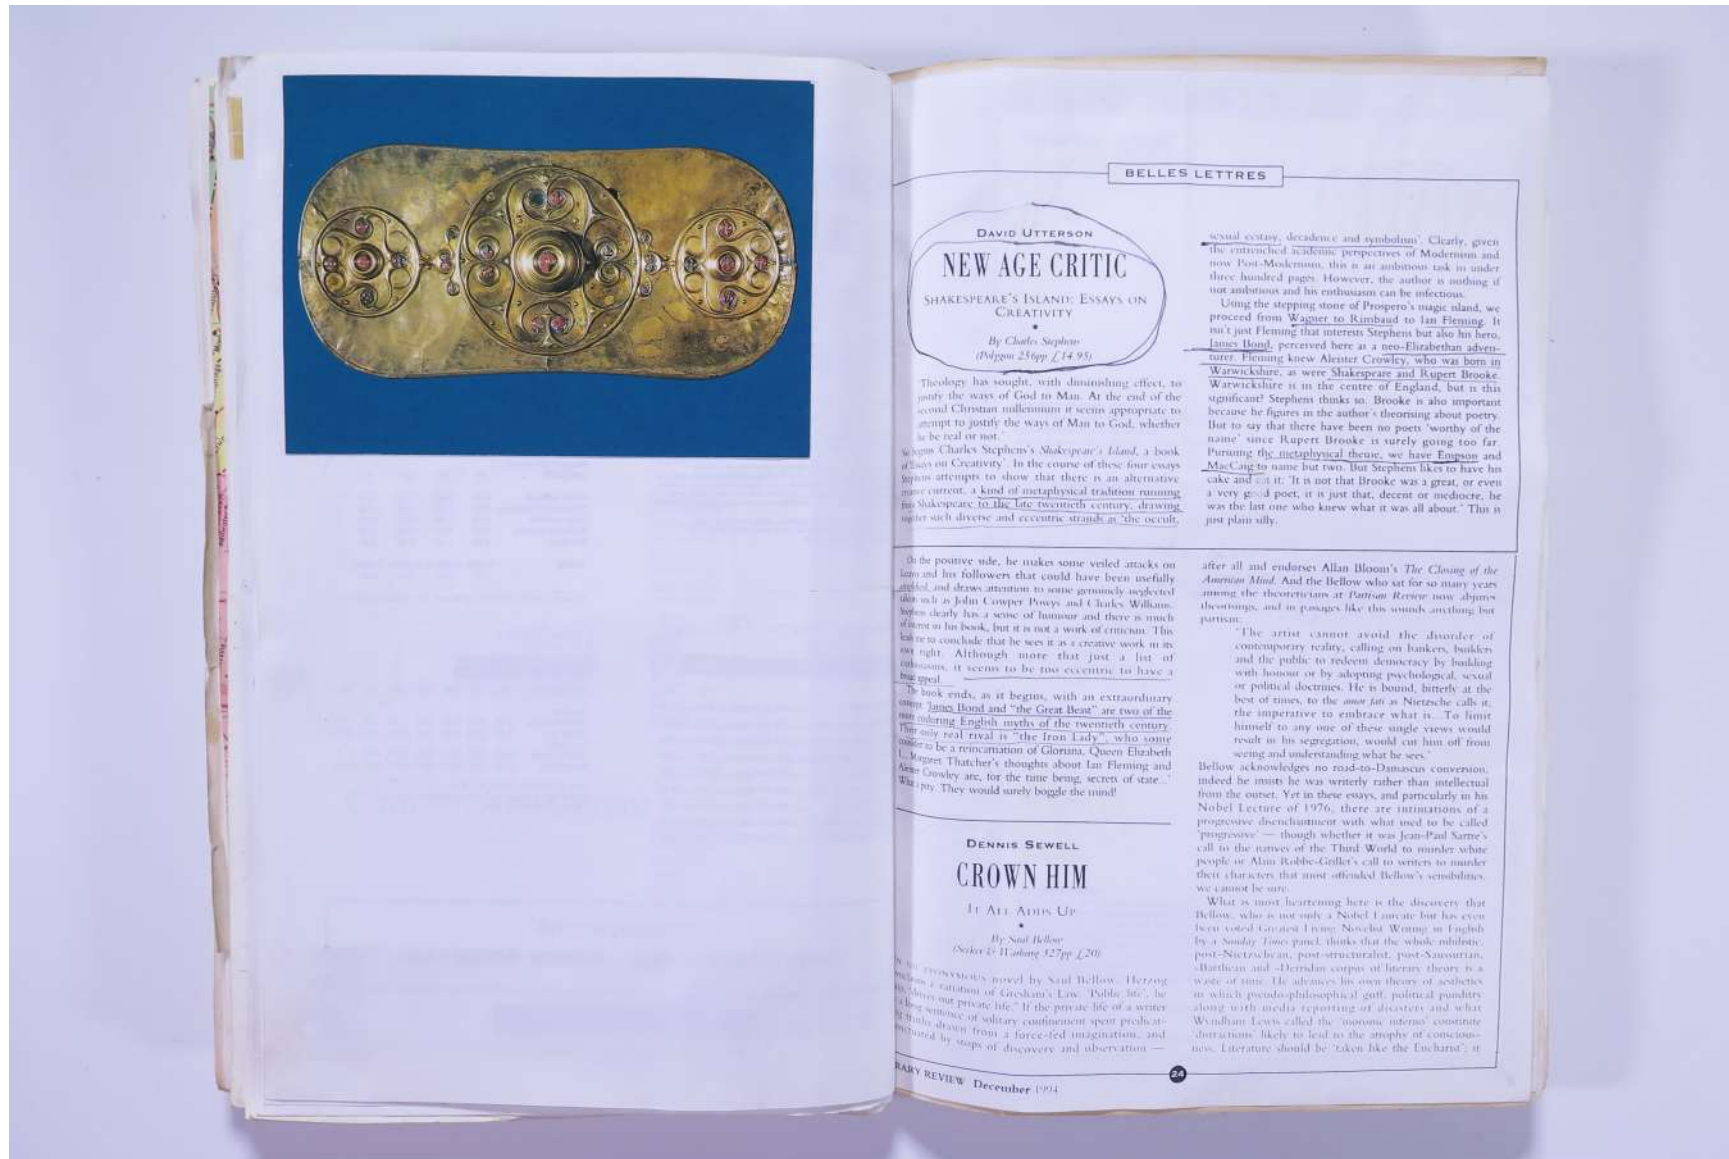 BELLES LETTRES
DAVID UTTERSON
NEW AGE CRITIC
SHAKESPEARE'S ISLAND: ESSAYS ON
CREATIVITY
By Charles Stephens
(Polygon 256pp £14.95)
'Theology has sought, with diminishing effect, to
justify the ways of God to Man. At the end of the
second Christian millennium it seems appropriate to
attempt to justify the ways of Man to God, whether
he be real or not.'
So begins Charles Stephens's Shakespeare's Island, a book
of 'Essays on Creativity'. In the course of these four essays
Stephens attempts to show that there is an alternative
current, a kind of metaphysical tradition running
from Shakespeare to the late twentieth century, drawing
together such diverse and eccentric strands as 'the occult,
sexual ecstasy, decadence and symbolism'. Clearly, given
the entrenched academic perspectives of Modernism and
now Post-Modernism, this is an ambitious task in under
three hundred pages. However, the author is nothing if
not ambitious and his enthusiasm can be infectious.
Using the stepping stone of Prospero's magic island, we
proceed from Wagner to Rimbaud to Ian Fleming. It
isn't just Fleming that interests Stephens but also his hero,
James Bond, perceived here as a neo-Elizabethan adven-
turer. Fleming knew Aleister Crowley, who was born in
Warwickshire, as were Shakespeare and Rupert Brooke.
Warwickshire is in the centre of England, but is this
significant? Stephens thinks so. Brooke is also important
because he figures in the author's theorising about poetry.
But to say that there have been no poets 'worthy of the
name' since Rupert Brooke is surely going too far.
Pursuing the metaphysical theme, we have Empson and
MacCaig to name but two. But Stephens likes to have his
cake and eat it: 'It is not that Brooke was a great, or even
a very good poet, it is just that, decent or mediocre, he
was the last one who knew what it was all about.' This is
just plain silly.
On the positive side, he makes some veiled attacks on
Leavis and his followers that could have been usefully
and draws attention to some genuinely neglected
such as John Cowper Powys and Charles Williams.
Stephens clearly has a sense of humour and there is much
of interest in his book, but it is not a work of criticism. This
leads me to conclude that he sees it as a creative work in its
own right. Although more that just a list of
enthusiasms, it seems to be too eccentric to have a
broad appeal.
The book ends, as it begins, with an extraordinary
conceit: 'James Bond and "the Great Beast" are two of the
most enduring English myths of the twentieth century.
Their only real rival is "the Iron Lady", who some
consider to be a reincarnation of Gloriana, Queen Elizabeth
I... Margaret Thatcher's thoughts about Ian Fleming and
Aleister Crowley are, for the time being, secrets of state...'
What a pity. They would surely boggle the mind!
DENNIS SEWELL
CROWN HIM
IT ALL ADDS UP
By Saul Bellow
(Secker & Warburg 327pp £20)
EPONYMOUS novel by Saul Bellow, Herzog
a variation of Gresham's Law. 'Public life', he
'drives out private life.' If the private life of a writer
a long sentence of solitary confinement spent predicat-
ing truths drawn from a force-fed imagination, and
punctuated by stops of discovery and observation —
after all and endorses Allan Bloom's The Closing of the
American Mind. And the Bellow who sat for so many years
among the theoreticians at Partisan Review now abjures
theorisings, and in passages like this sounds anything but
partisan:
'The artist cannot avoid the disorder of
contemporary reality, calling on bankers, builders
and the public to redeem democracy by building
with honour or by adopting psychological, sexual
or political doctrines. He is bound, bitterly at the
best of times, to the amor fati as Nietzsche calls it;
the imperative to embrace what is...To limit
himself to any one of these single views would
result in his segregation, would cut him off from
seeing and understanding what he sees.'
Bellow acknowledges no road-to-Damascus conversion,
indeed he insists he was writerly rather than intellectual
from the outset. Yet in these essays, and particularly in his
Nobel Lecture of 1976, there are intimations of a
progressive disenchantment with what used to be called
'progressive' — though whether it was Jean-Paul Sartre's
call to the natives of the Third World to murder white
people or Alain Robbe-Grillet's call to writers to murder
their characters that most offended Bellow's sensibilities,
we cannot be sure.
What is most heartening here is the discovery that
Bellow, who is not only a Nobel Laureate but has even
been voted Greatest Living Novelist Writing in English
by a Sunday Times panel, thinks that the whole nihilistic,
post-Nietzschean, post-structuralist, post-Saussurian,
-Barthean and -Derridan corpus of literary theory is a
waste of time. He advances his own theory of aesthetics
in which pseudo-philosophical guff, political punditry
along with media reporting of disasters and what
Wyndham Lewis called the 'moronic inferno' constitute
'distractions' likely to lead to the atrophy of conscious-
ness. Literature should be 'taken like the Eucharist'; it
RARY REVIEW December 1994
24